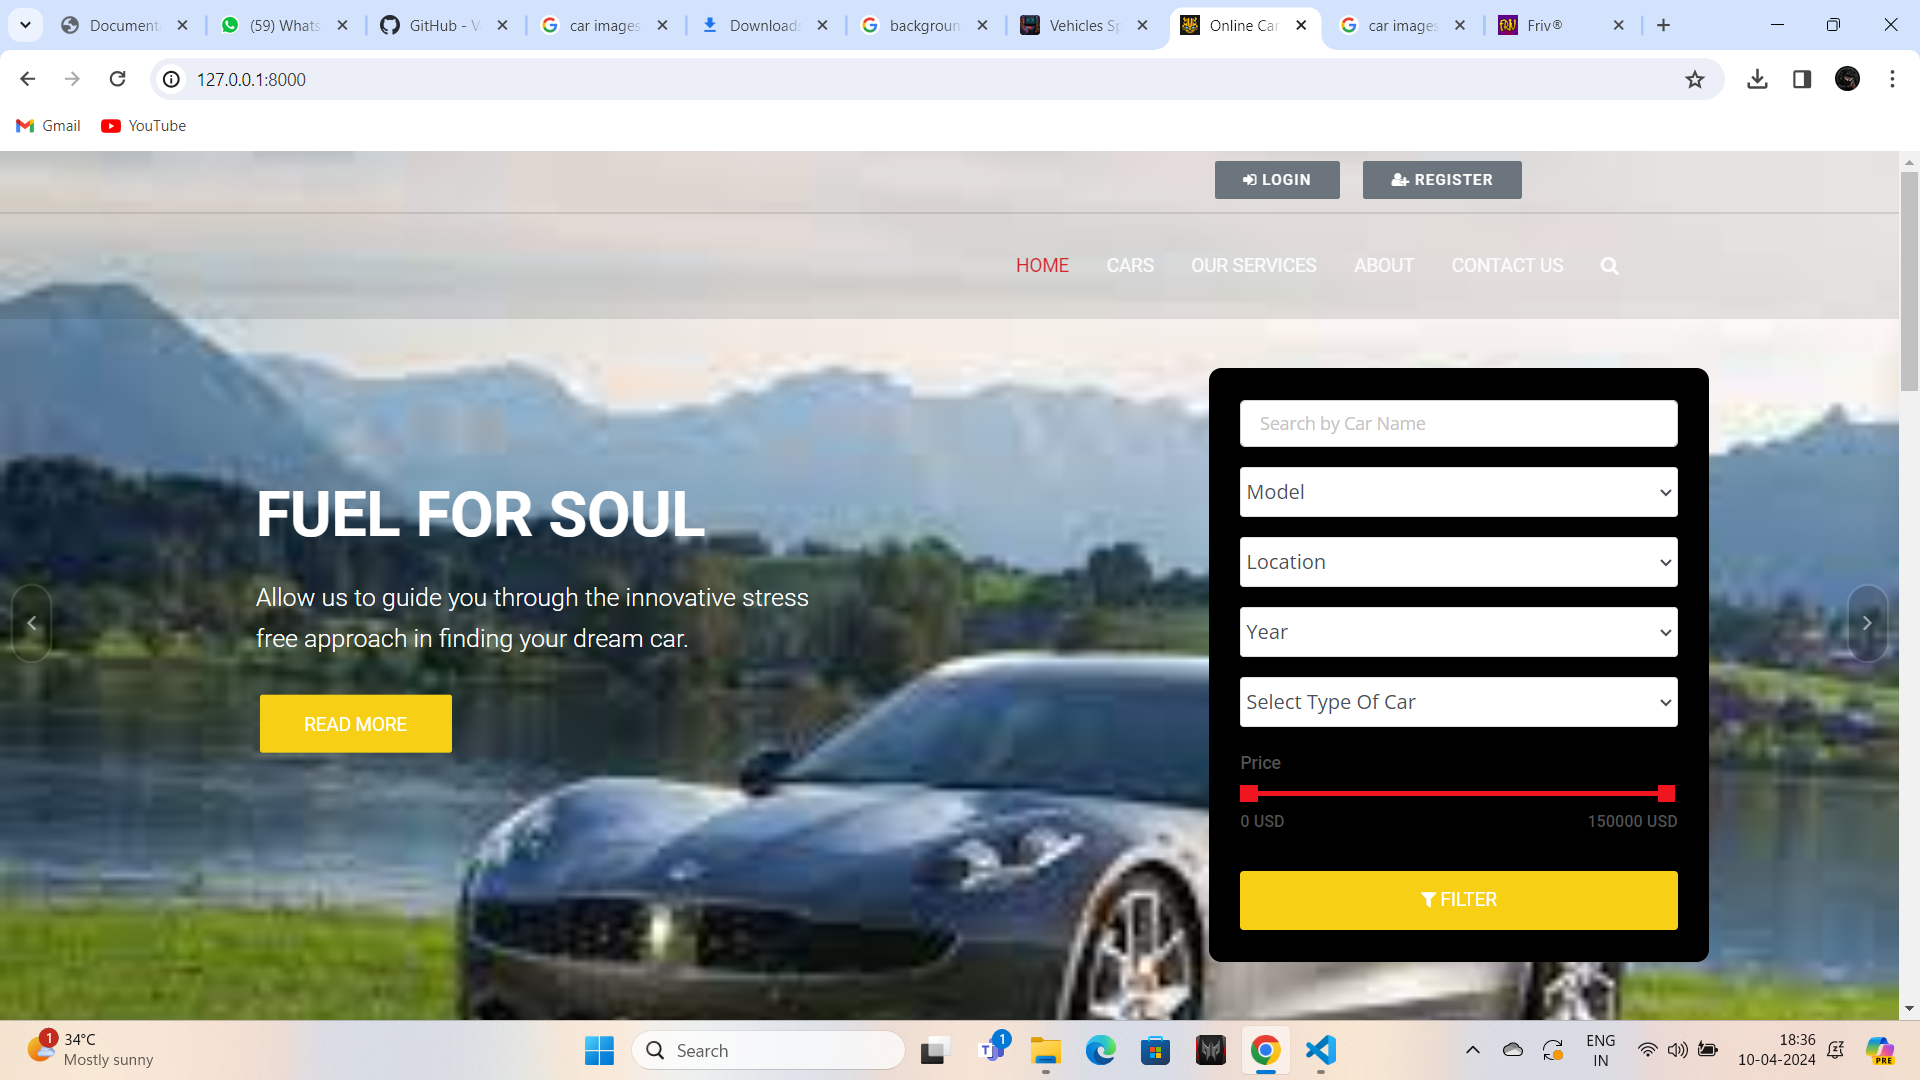 Document
(59) Whats
GitHub - V
car images
Downloads
backgroun
Vehicles Sp
Online Car
car images
Friv®
127.0.0.1:8000
Gmail
YouTube
LOGIN
REGISTER
HOME
CARS
OUR SERVICES
ABOUT
CONTACT US
FUEL FOR SOUL
Allow us to guide you through the innovative stress
free approach in finding your dream car.
READ MORE
Search by Car Name
Model
Location
Year
Select Type Of Car
Price
0 USD
150000 USD
FILTER
1
34°C
Mostly sunny
Search
1
ENG
IN
18:36
10-04-2024
PRE